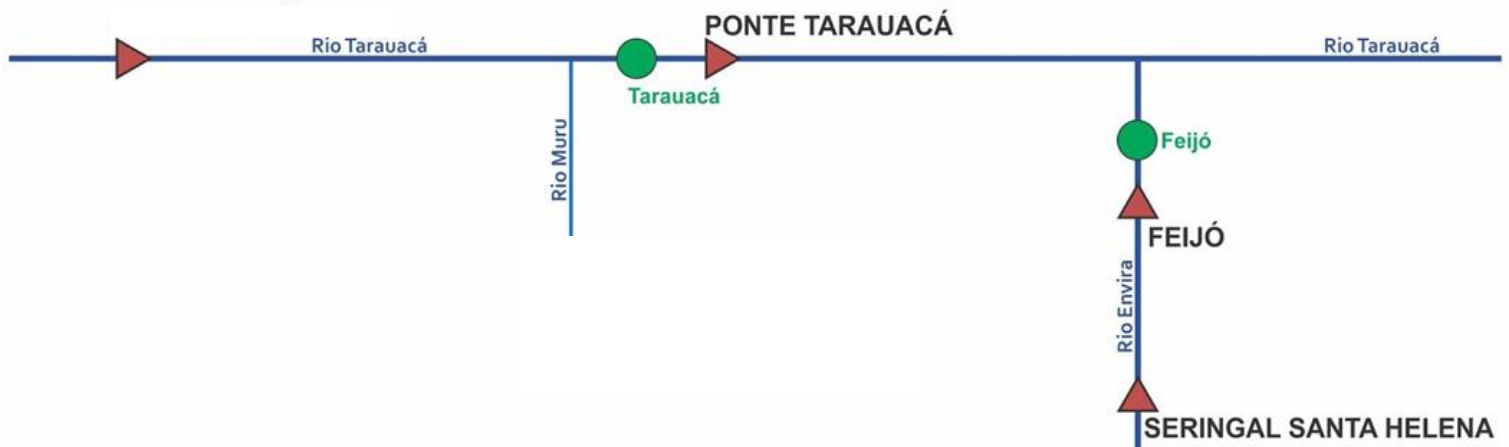 PONTE TARAUACÁ
Rio Tarauacá
Rio Tarauacá
Tarauacá
Rio Muru
Feijó
FEIJÓ
Rio Envira
SERINGAL SANTA HELENA